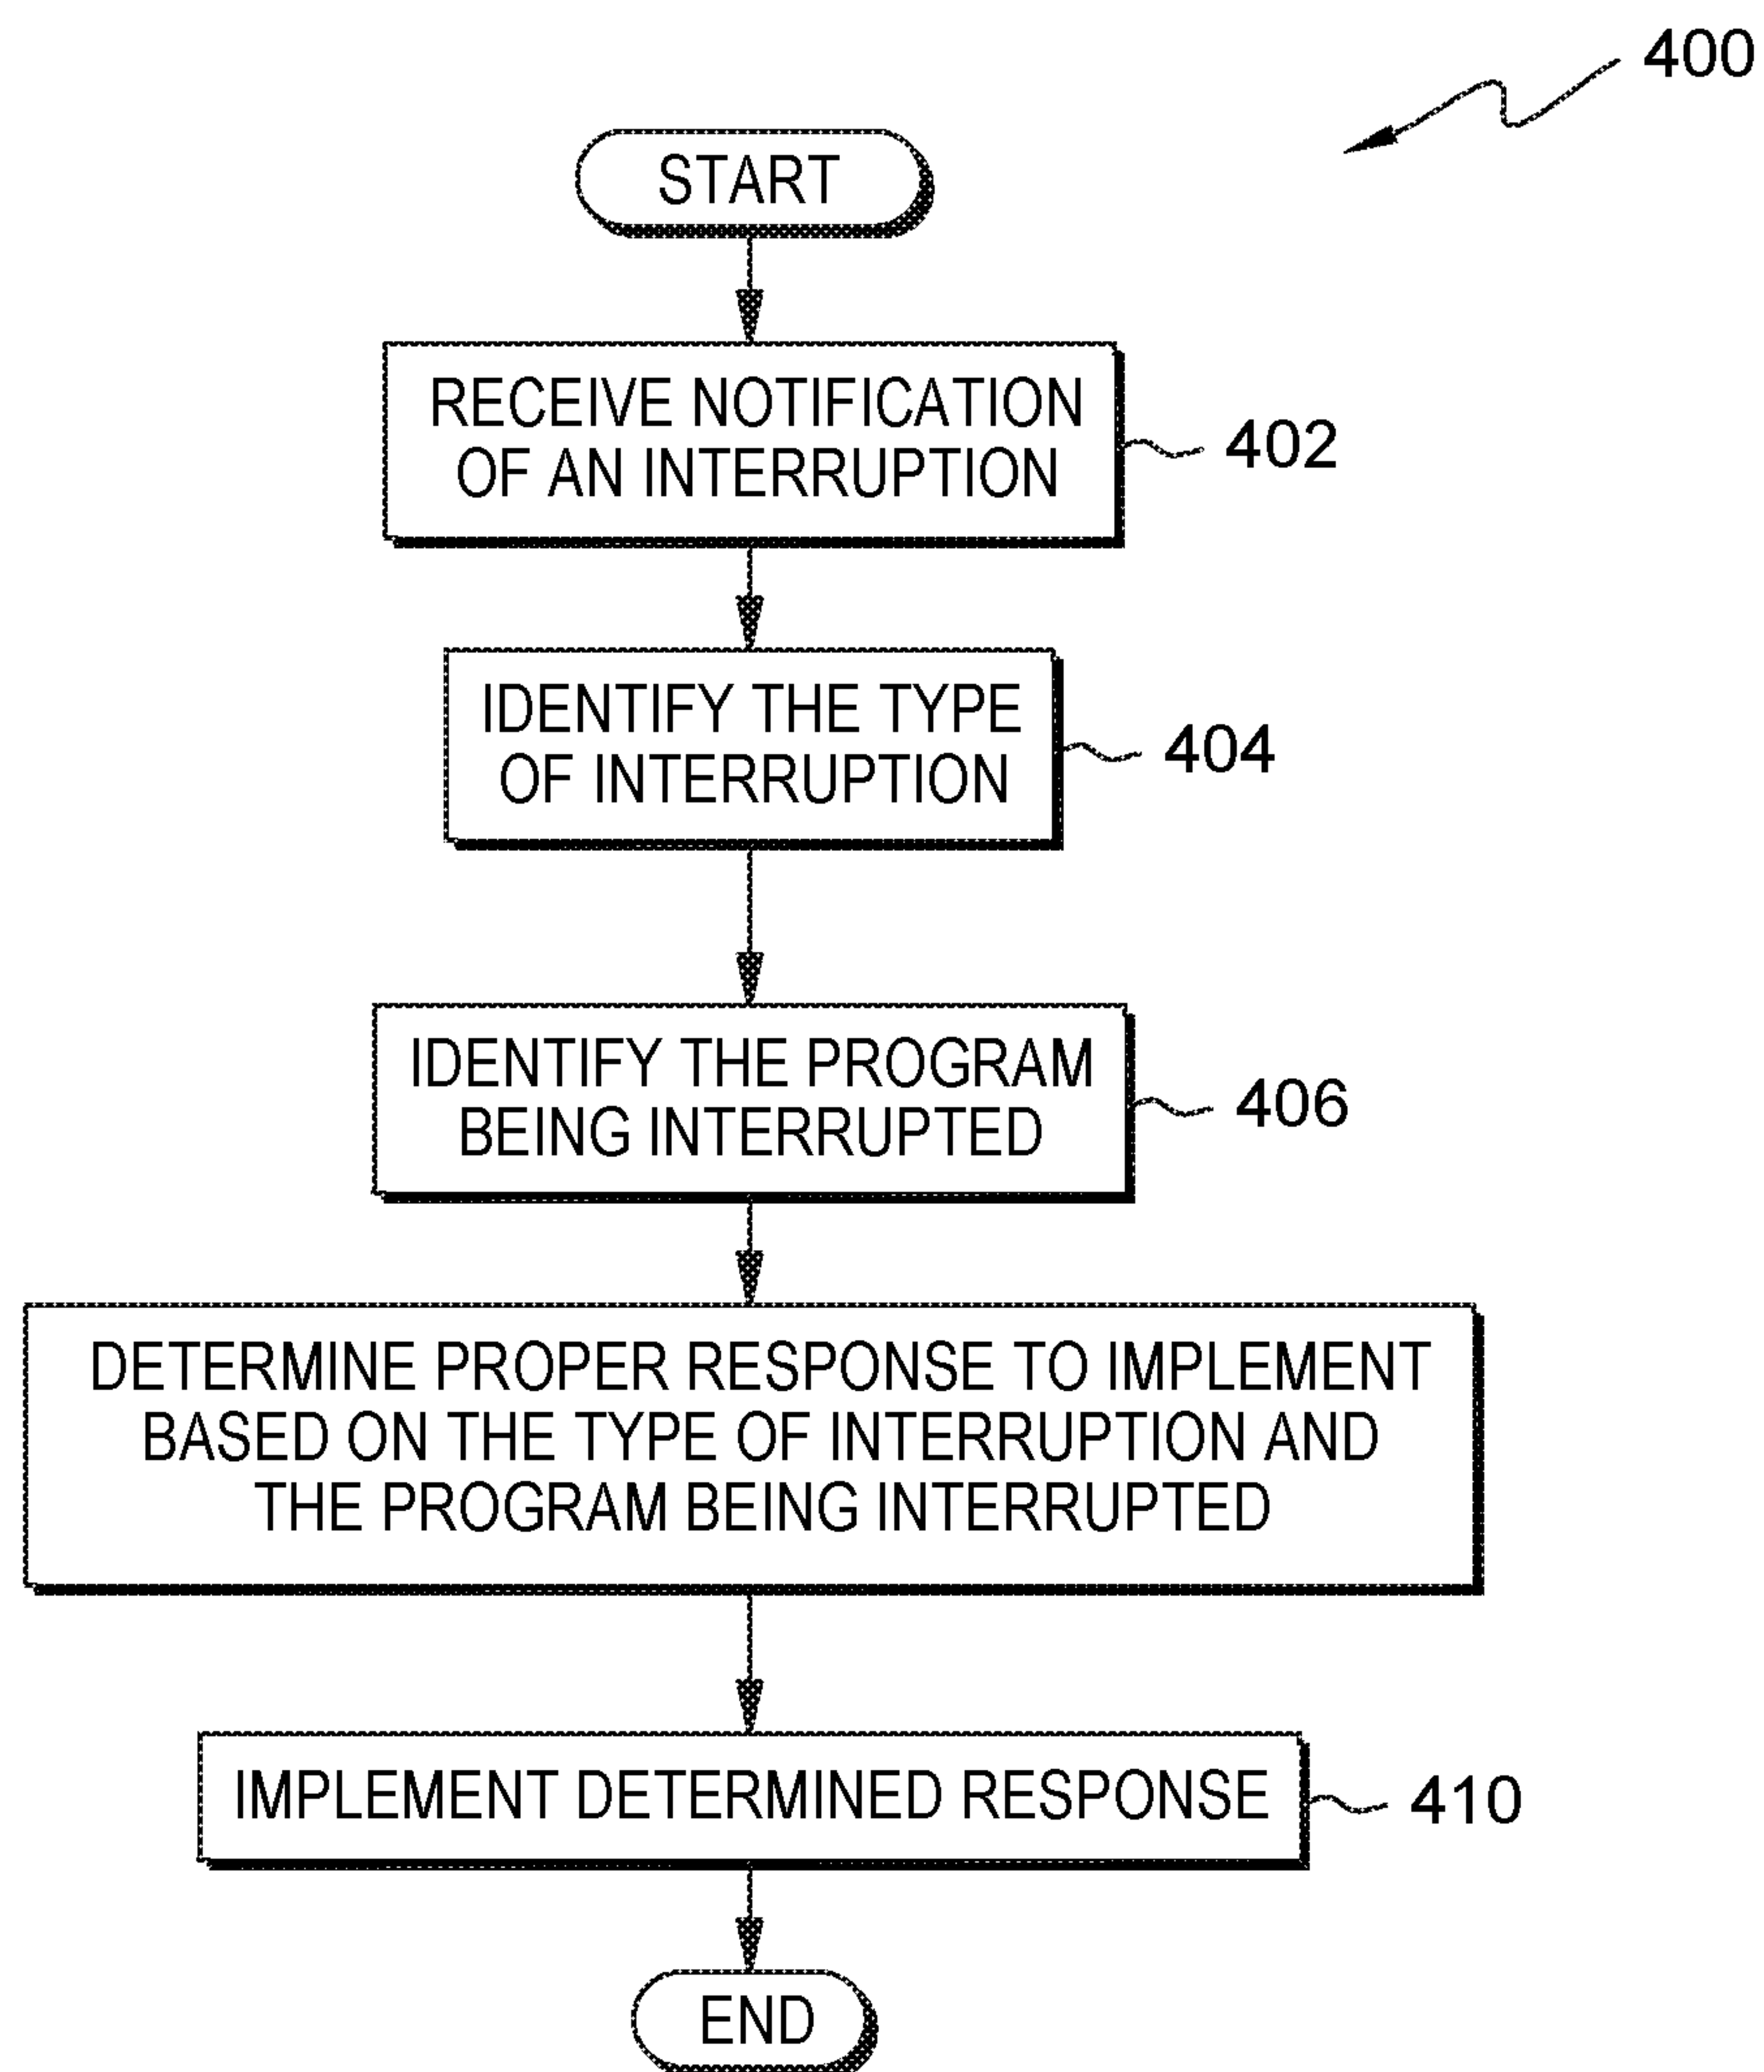 400
START
RECEIVE NOTIFICATION
OF AN INTERRUPTION
402
IDENTIFY THE TYPE
OF INTERRUPTION
404
IDENTIFY THE PROGRAM
BEING INTERRUPTED
406
DETERMINE PROPER RESPONSE TO IMPLEMENT
BASED ON THE TYPE OF INTERRUPTION AND
THE PROGRAM BEING INTERRUPTED
IMPLEMENT DETERMINED RESPONSE
410
END